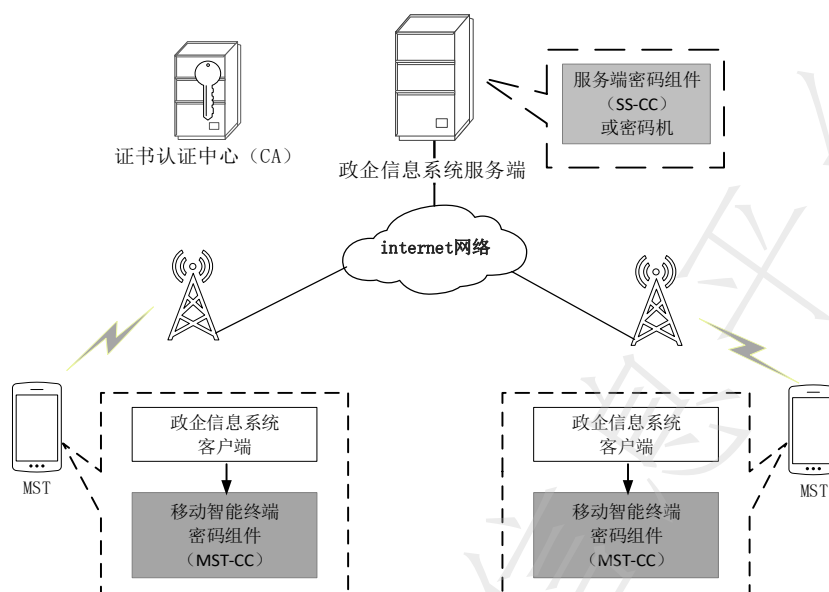 服务端密码组件
（SS-CC）
或密码机
证书认证中心（CA）
政企信息系统服务端
internet网络
政企信息系统
客户端
移动智能终端
密码组件
（MST-CC）
MST
政企信息系统
客户端
移动智能终端
密码组件
（MST-CC）
MST